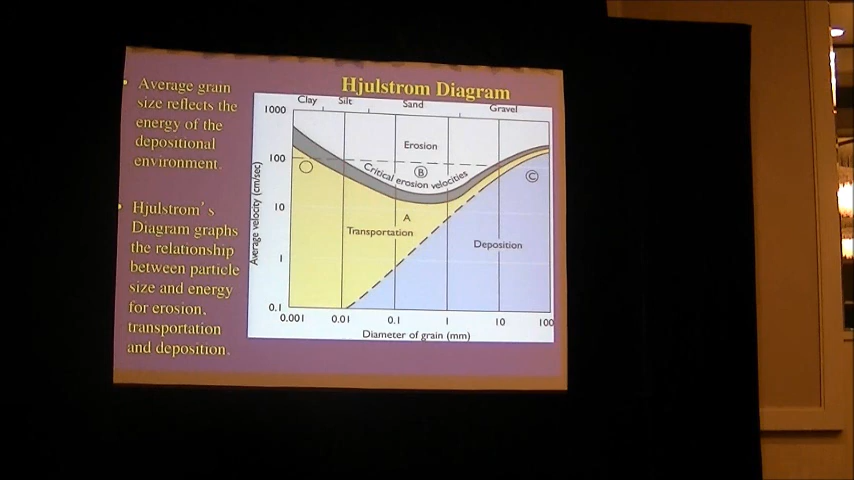 Hjulstrom Diagram
• Average grain
size reflects the
energy of the
depositional
environment.
• Hjulstrom's
Diagram graphs
the relationship
between particle
size and energy
for erosion,
transportation
and deposition.
Clay Silt Sand Gravel
1000
100
10
1
0.1
Average velocity (cm/sec)
Erosion
B
Critical erosion velocities
C
A
Transportation
Deposition
0.001 0.01 0.1 1 10 100
Diameter of grain (mm)